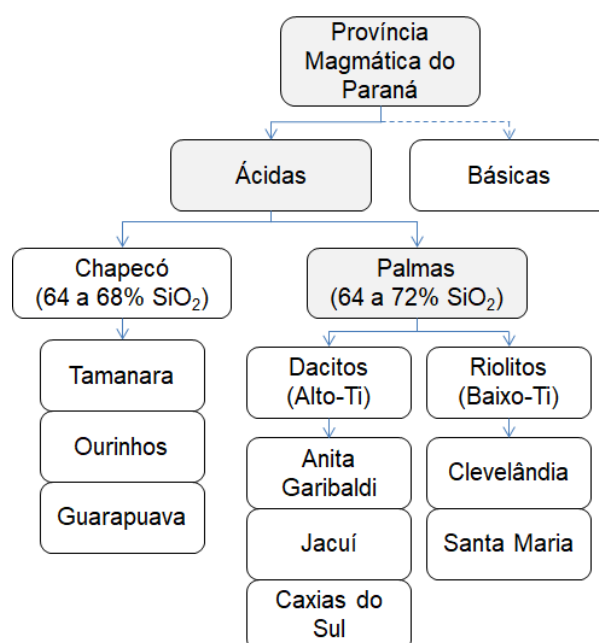 Província
Magmática do
Paraná
Ácidas
Básicas
Chapecó
(64 a 68% SiO₂)
Palmas
(64 a 72% SiO₂)
Tamanara
Ourinhos
Guarapuava
Dacitos
(Alto-Ti)
Riolitos
(Baixo-Ti)
Anita
Garibaldi
Jacuí
Caxias do
Sul
Clevelândia
Santa Maria